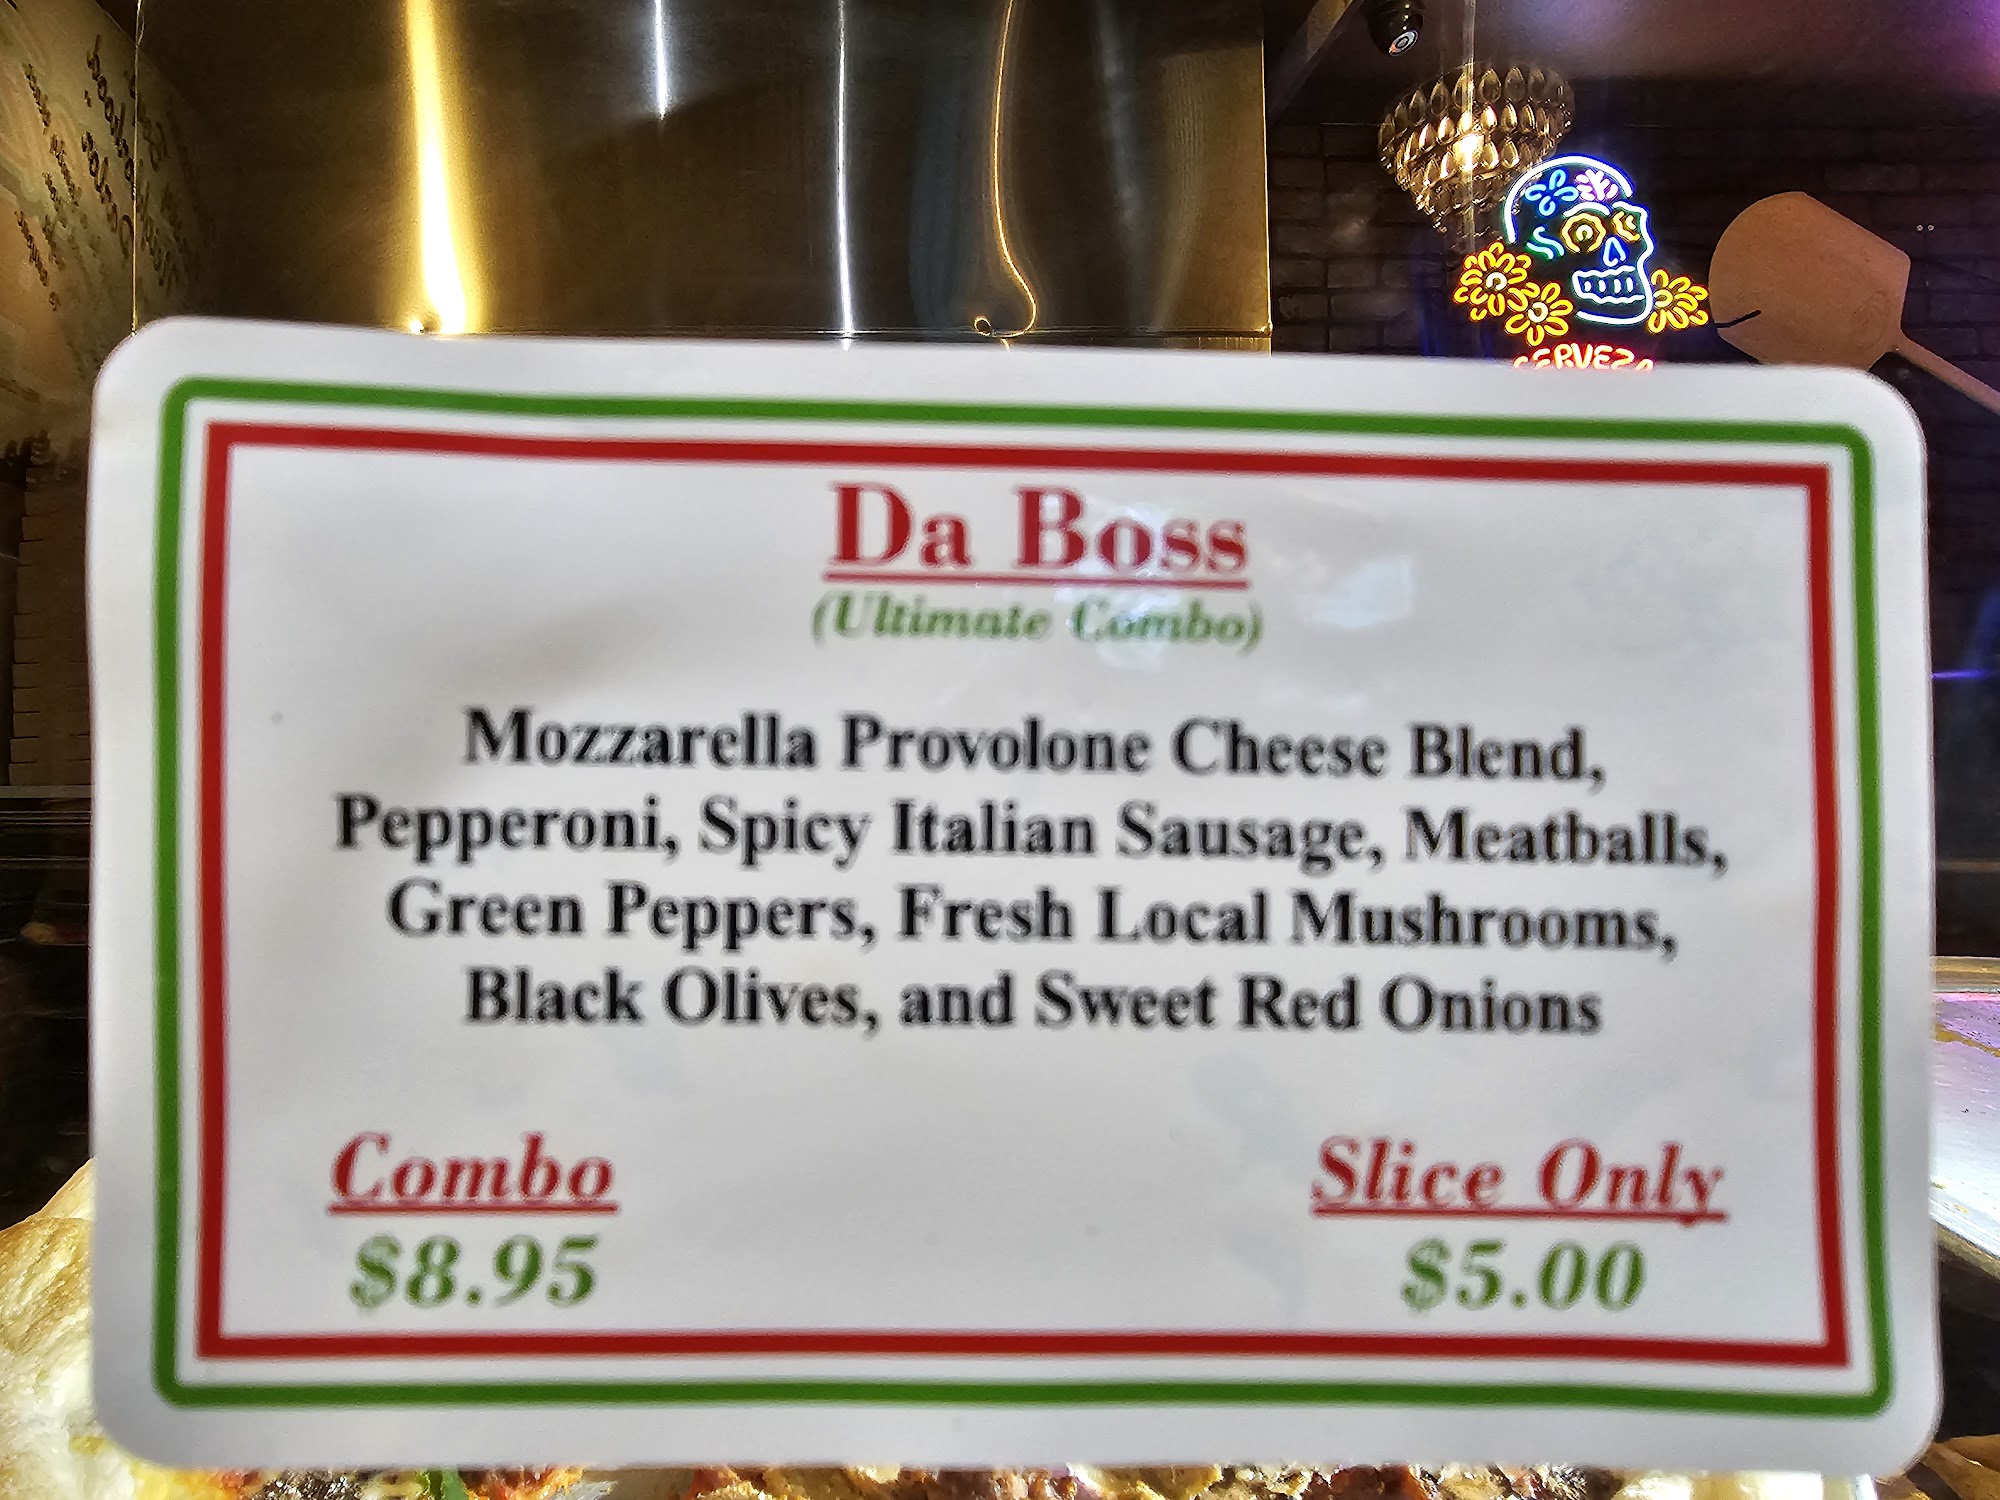 CERVEZA
Da Boss
(Ultimate Combo)
Mozzarella Provolone Cheese Blend,
Pepperoni, Spicy Italian Sausage, Meatballs,
Green Peppers, Fresh Local Mushrooms,
Black Olives, and Sweet Red Onions
Combo
$8.95
Slice Only
$5.00